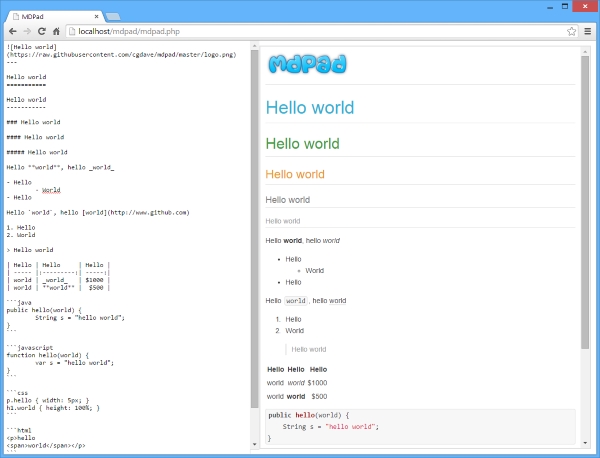 MDPad
localhost/mdpad/mdpad.php
![Hello world]
(https://raw.githubusercontent.com/cgdave/mdpad/master/logo.png)
---
Hello world
===========
Hello world
-----------
### Hello world
#### Hello world
##### Hello world
Hello **world**, hello _world_
- Hello
        - World
- Hello
Hello `world`, hello [world](http://www.github.com)
1. Hello
2. World
> Hello world
| Hello | Hello     | Hello |
| ----- |:---------:| -----:|
| world | _world_   | $1000 |
| world | **world** |  $500 |
```java
public hello(world) {
        String s = "hello world";
}
```
```javascript
function hello(world) {
        var s = "hello world";
}
```
```css
p.hello { width: 5px; }
h1.world { height: 100%; }
```
```html
<p>hello
<span>world</span></p>
```
MDPAD
Hello world
Hello world
Hello world
Hello world
Hello world
Hello world, hello world
• Hello
◦ World
• Hello
Hello world , hello world
1. Hello
2. World
Hello world
Hello Hello Hello
world world $1000
world world $500
public hello(world) {
    String s = "hello world";
}